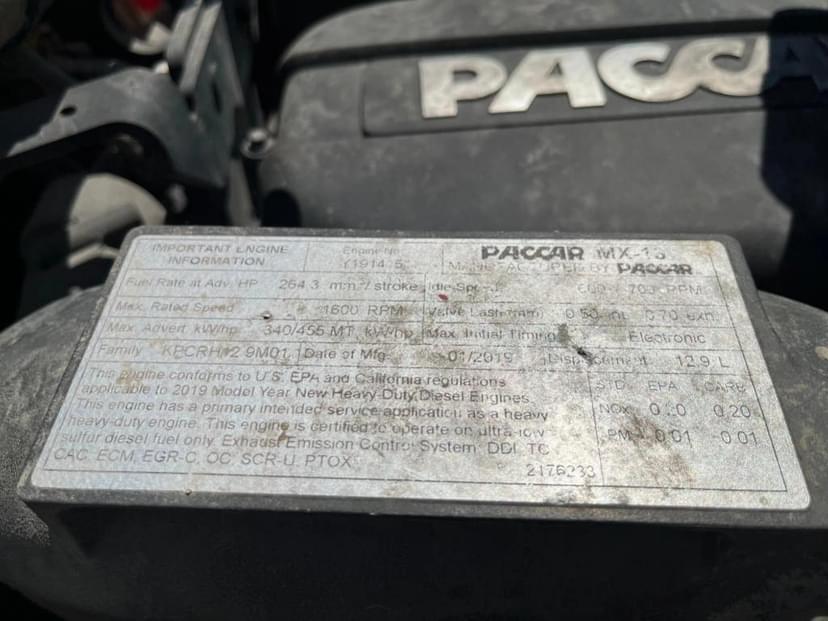 PACCA
IMPORTANT ENGINE INFORMATION
Engine No.
PACCAR MX-13
MANUFACTURED BY PACCAR
Fuel Rate at Adv. HP 264.3 mm³/ stroke Idle Speed 700 RPM
Max. Rated Speed 1600 RPM Valve Lash (mm) 0.50 int. 0.70 exh.
Max. Advert. kW/hp 340/455 MT kW/hp Max. Initial Timing Electronic
Family KPCRH12.9M01 Date of Mfg. 01/2019 Displacement 12.9 L
This engine conforms to U.S. EPA and California regulations
applicable to 2019 Model Year New Heavy-Duty Diesel Engines.
This engine has a primary intended service application as a heavy
heavy-duty engine. This engine is certified to operate on ultra-low
sulfur diesel fuel only. Exhaust Emission Control System: DDI, TC,
CAC, ECM, EGR-C, OC, SCR-U, PTOX
STD. EPA CARB
NOx 0.20 0.20
PM 0.01 0.01
2176233